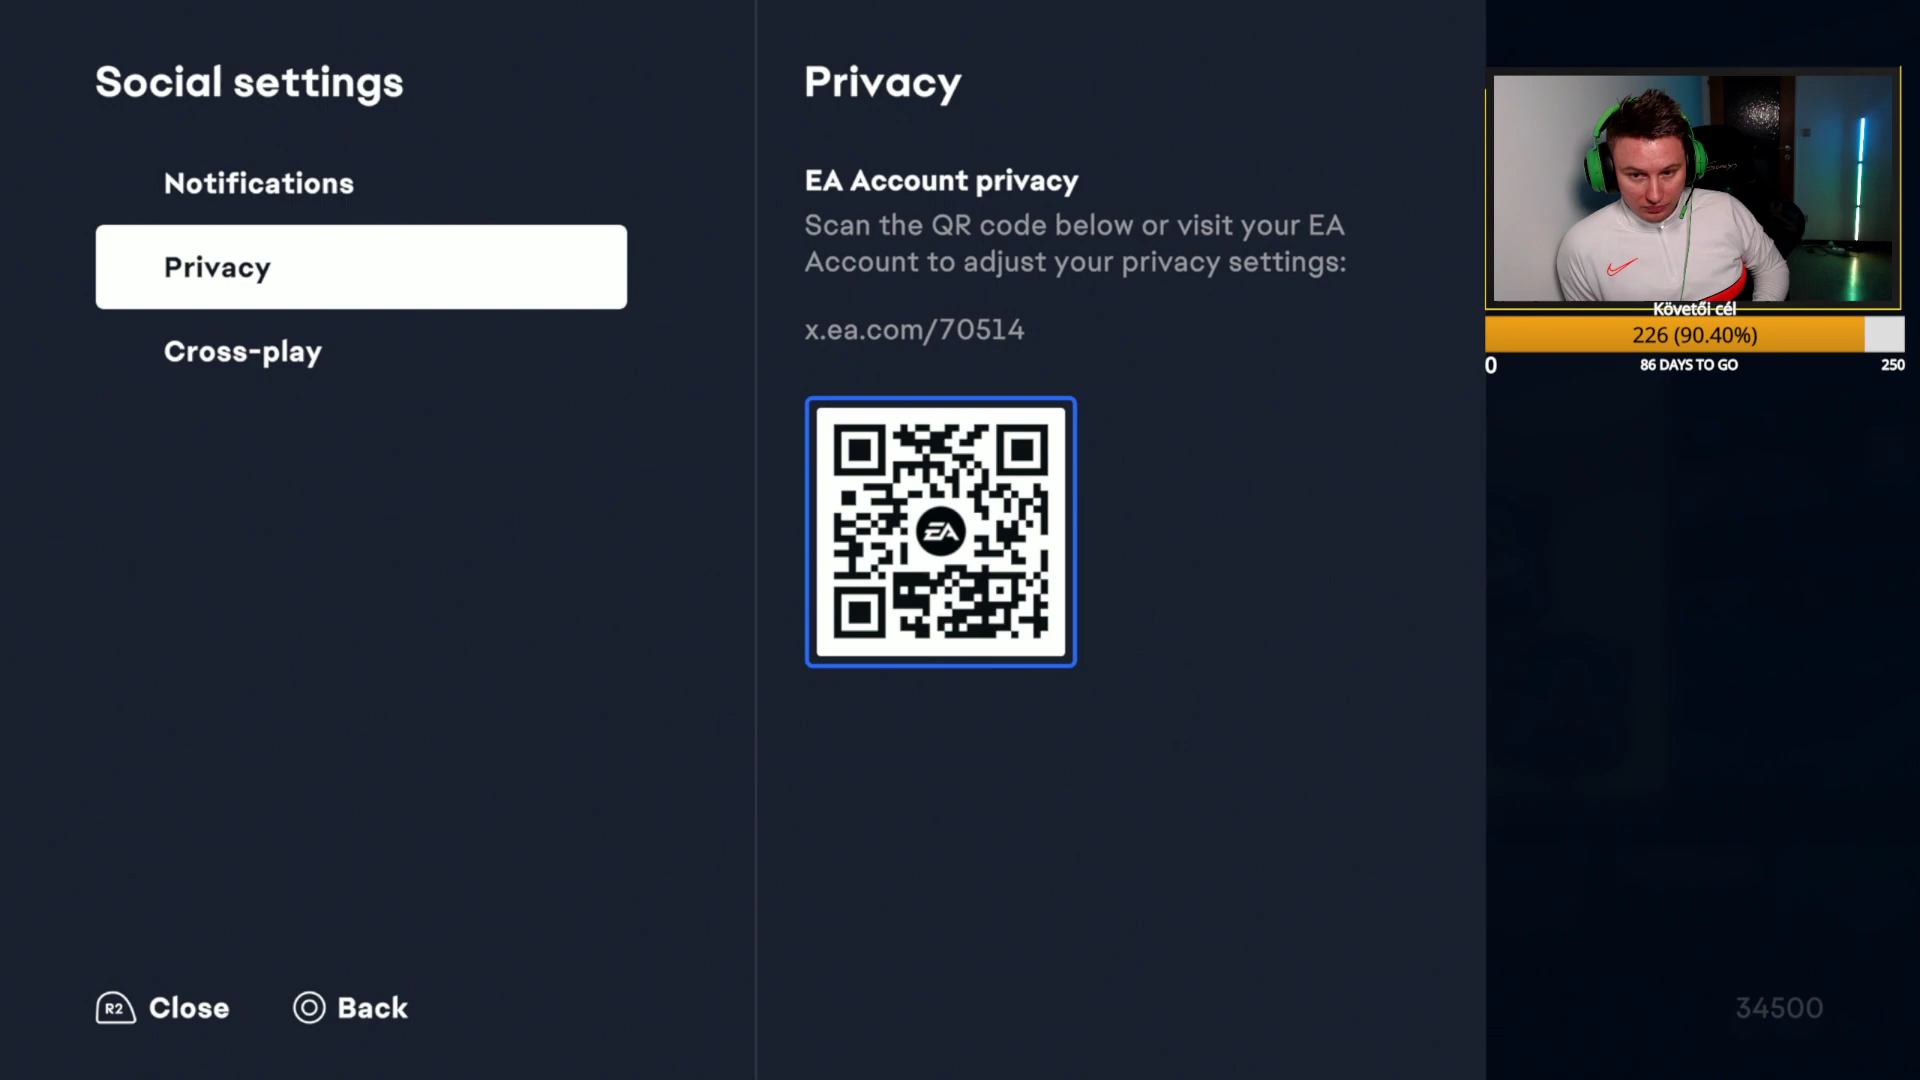 Social settings
Notifications
Privacy
Cross-play
R2 Close
Back
Privacy
EA Account privacy
Scan the QR code below or visit your EA
Account to adjust your privacy settings:
x.ea.com/70514
EA
Követői cél
226 (90.40%)
0
86 DAYS TO GO
250
34500